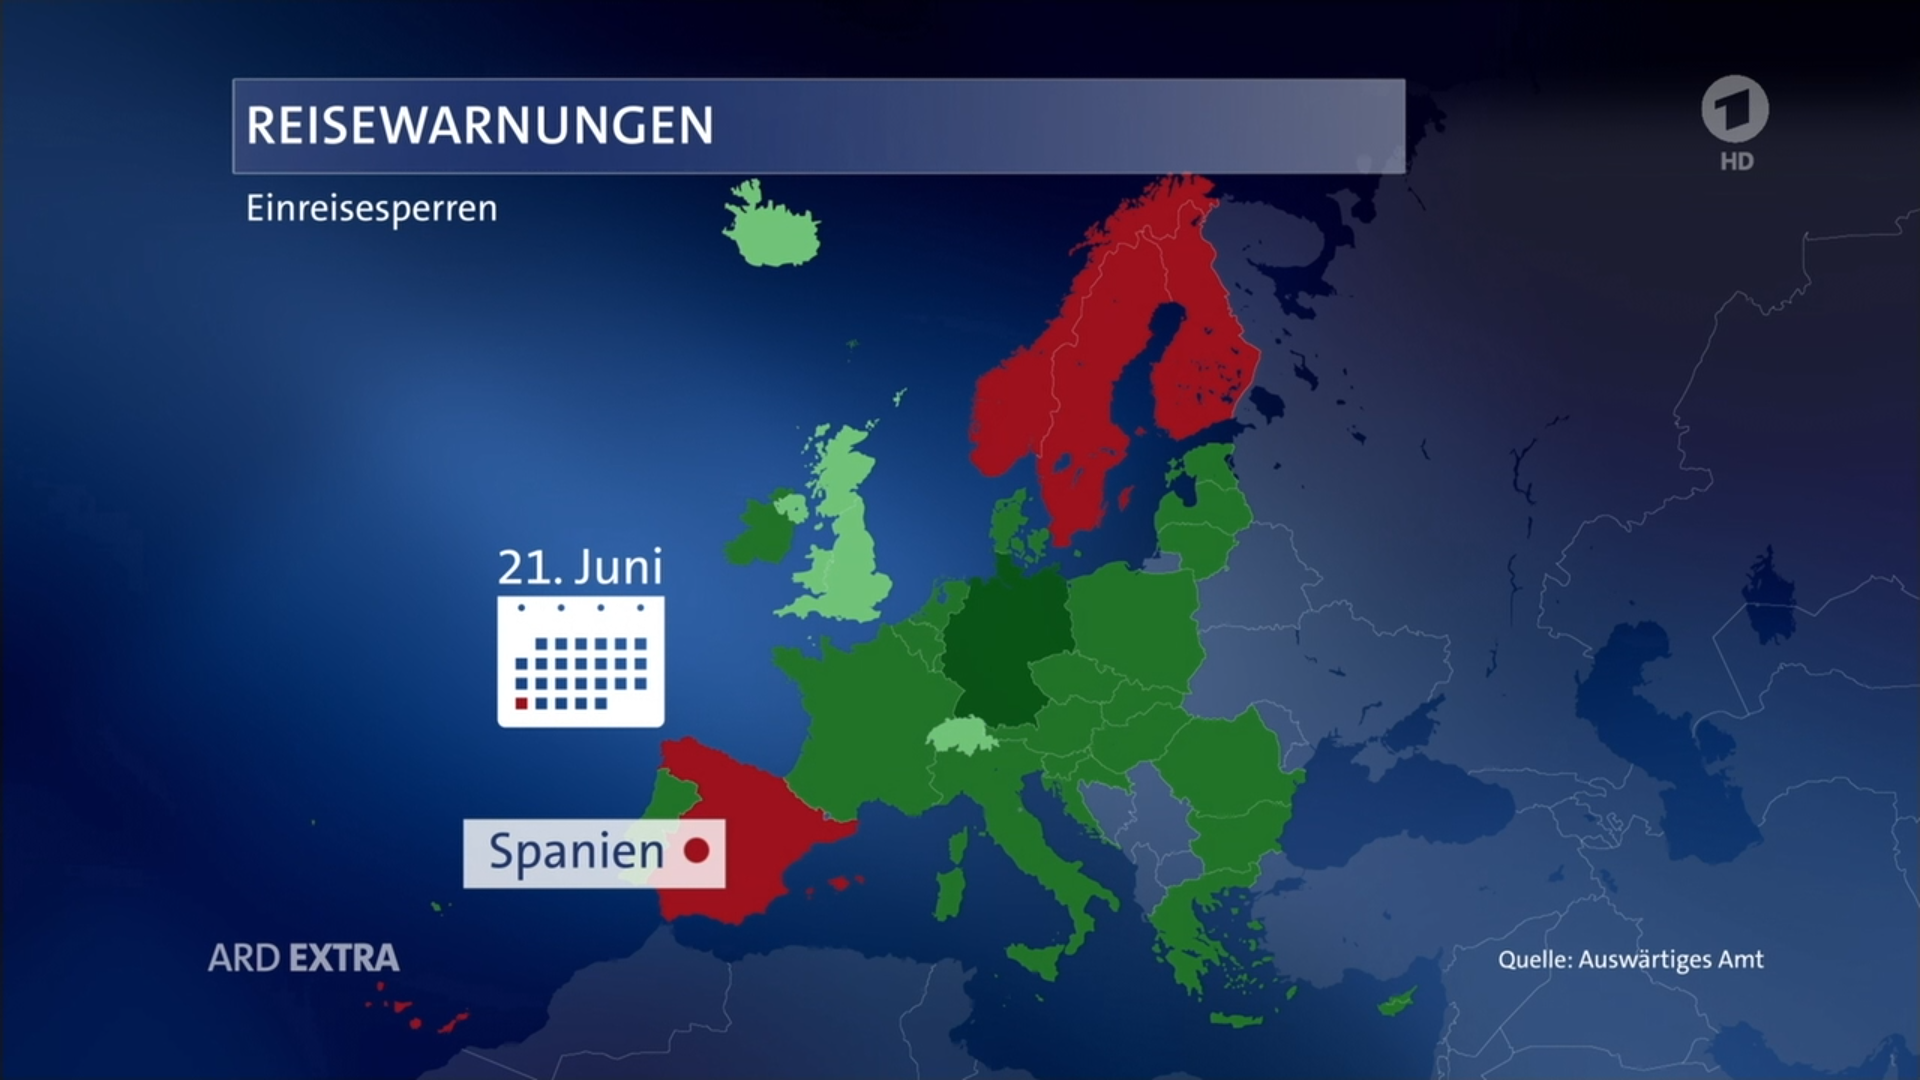 REISEWARNUNGEN
Einreisesperren
HD
21. Juni
Spanien
ARD EXTRA
Quelle: Auswärtiges Amt